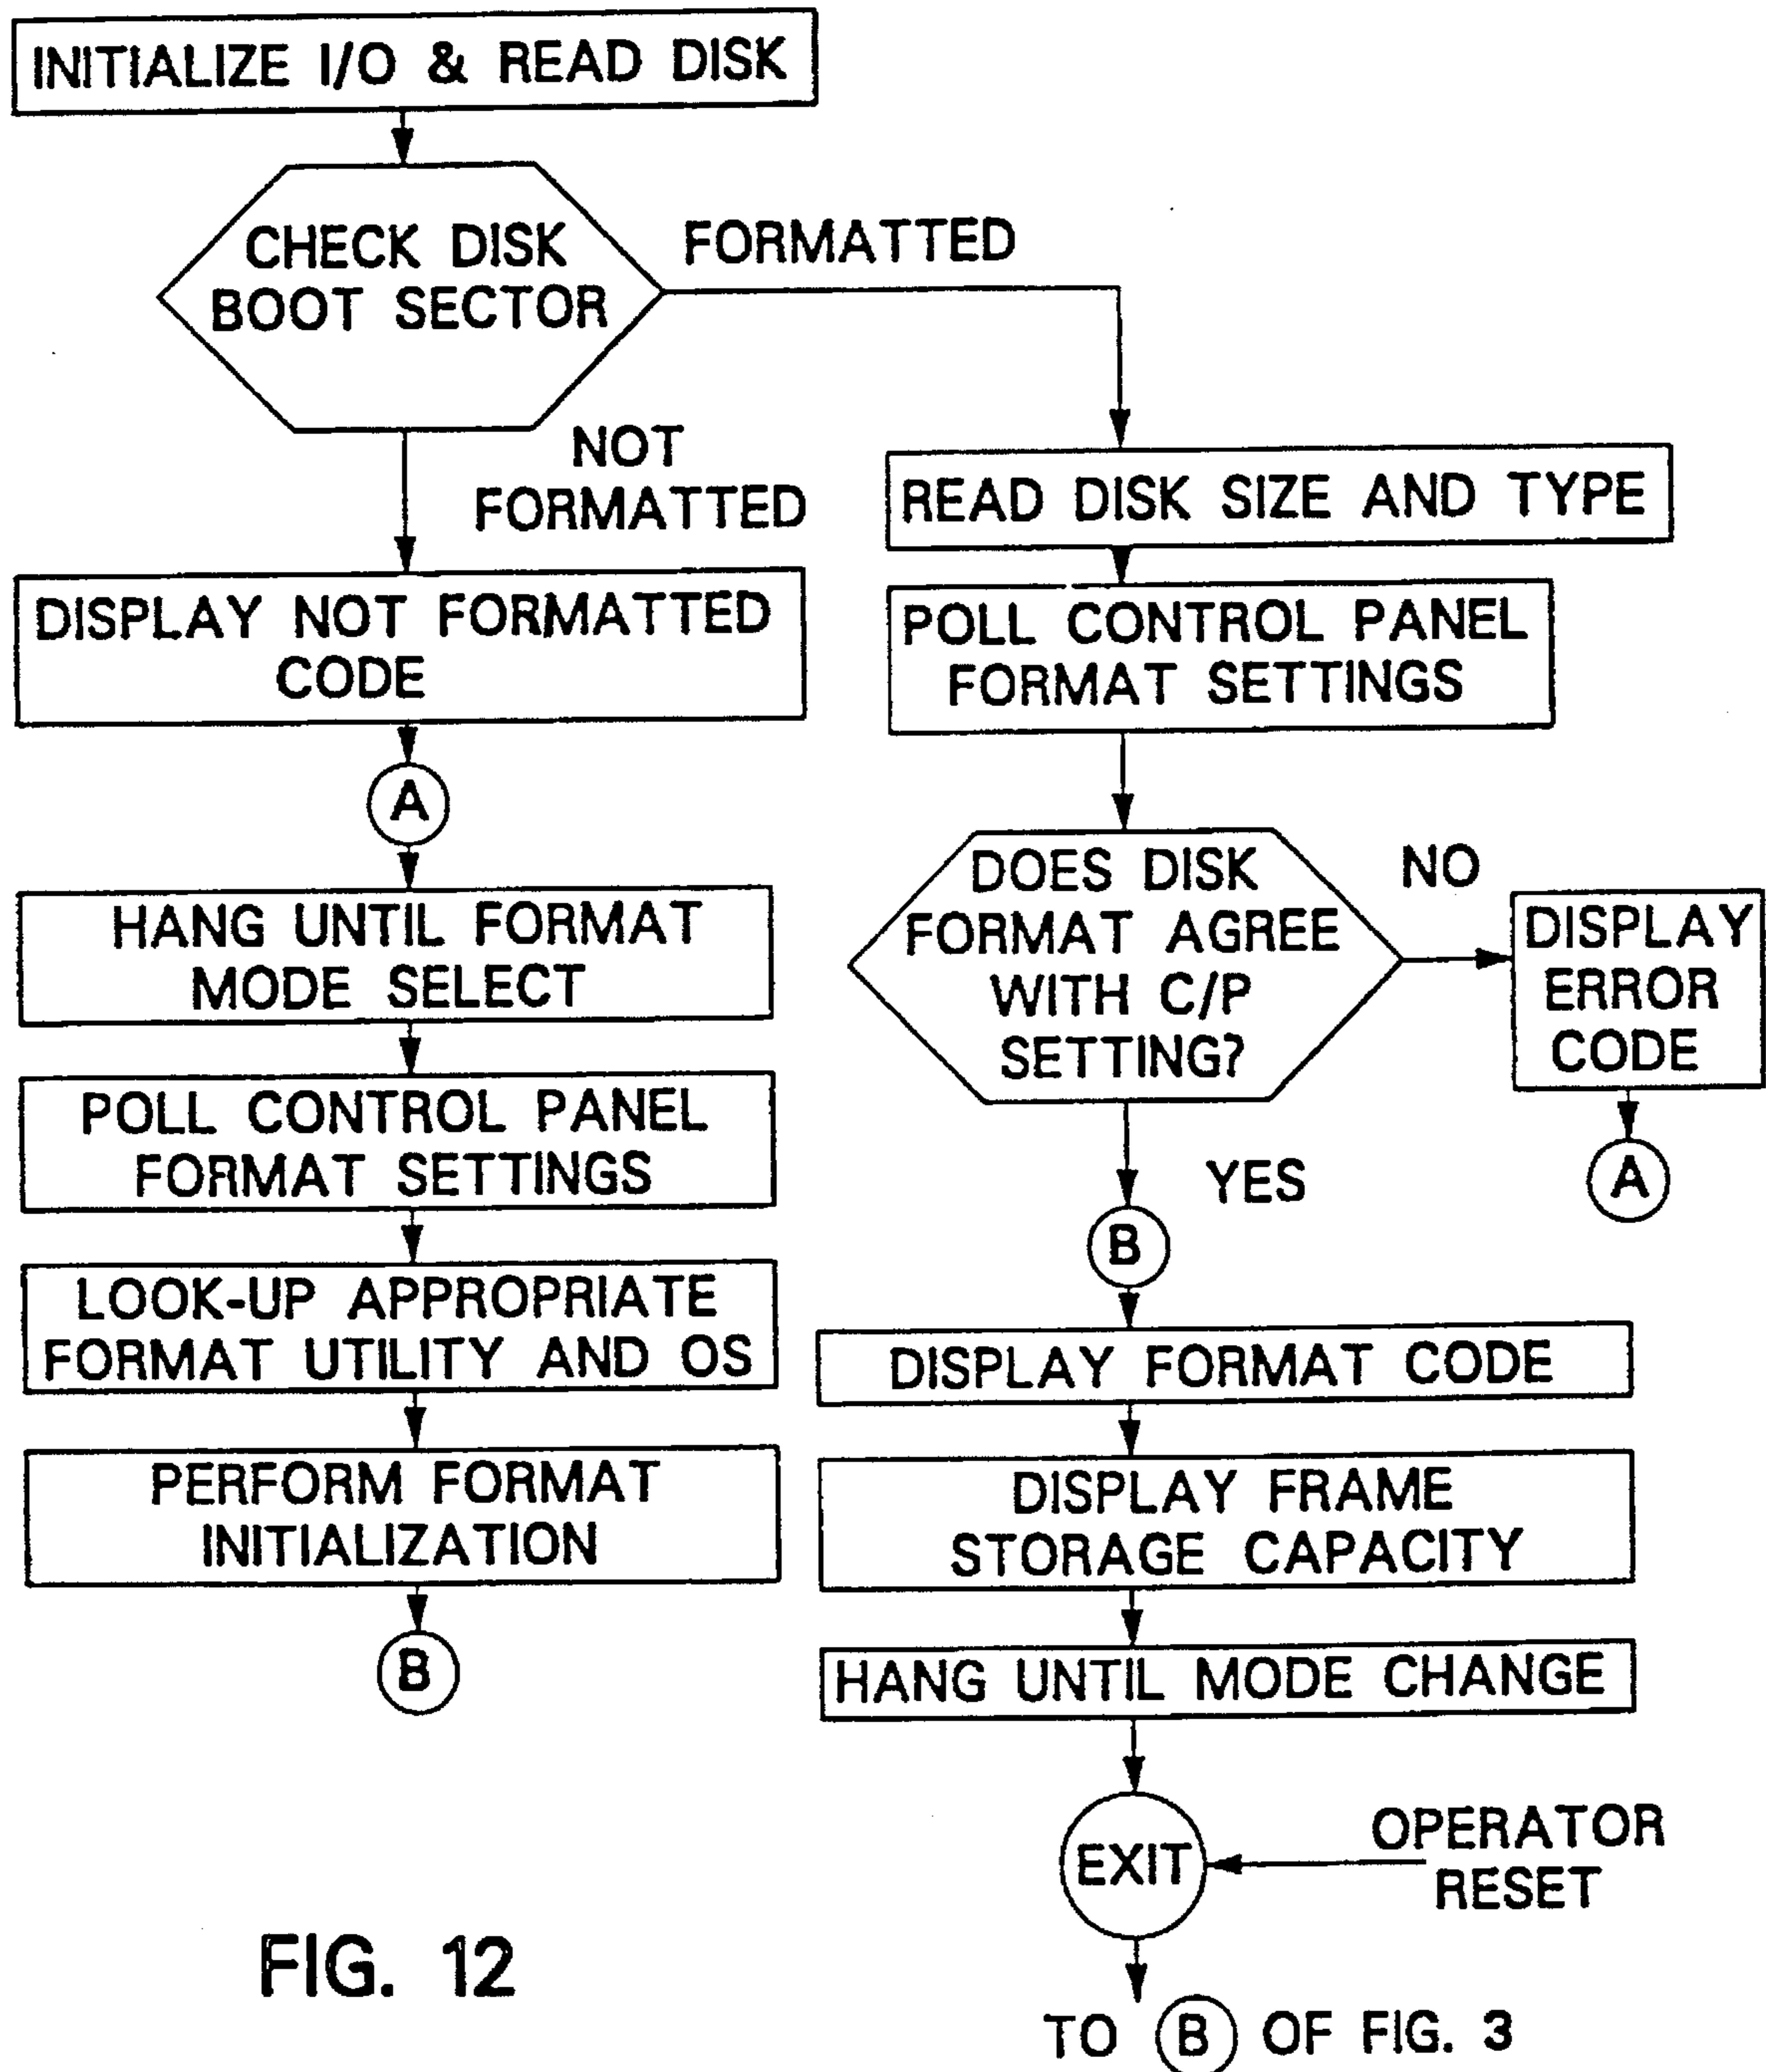 INITIALIZE I/O & READ DISK
CHECK DISK
BOOT SECTOR
FORMATTED
NOT
FORMATTED
DISPLAY NOT FORMATTED
CODE
A
HANG UNTIL FORMAT
MODE SELECT
POLL CONTROL PANEL
FORMAT SETTINGS
LOOK-UP APPROPRIATE
FORMAT UTILITY AND OS
PERFORM FORMAT
INITIALIZATION
B
READ DISK SIZE AND TYPE
POLL CONTROL PANEL
FORMAT SETTINGS
DOES DISK
FORMAT AGREE
WITH C/P
SETTING?
NO
DISPLAY
ERROR
CODE
A
YES
B
DISPLAY FORMAT CODE
DISPLAY FRAME
STORAGE CAPACITY
HANG UNTIL MODE CHANGE
EXIT
OPERATOR
RESET
TO B OF FIG. 3
FIG. 12